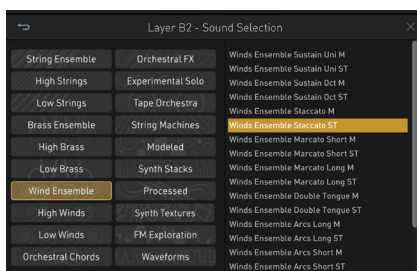 Layer B2 - Sound Selection
String Ensemble
Orchestral FX
High Strings
Experimental Solo
Low Strings
Tape Orchestra
Brass Ensemble
String Machines
High Brass
Modeled
Low Brass
Synth Stacks
Wind Ensemble
Processed
High Winds
Synth Textures
Low Winds
FM Exploration
Orchestral Chords
Waveforms
Winds Ensemble Sustain Uni M
Winds Ensemble Sustain Uni ST
Winds Ensemble Sustain Oct M
Winds Ensemble Sustain Oct ST
Winds Ensemble Staccato M
Winds Ensemble Staccato ST
Winds Ensemble Marcato Short M
Winds Ensemble Marcato Short ST
Winds Ensemble Marcato Long M
Winds Ensemble Marcato Long ST
Winds Ensemble Double Tongue M
Winds Ensemble Double Tongue ST
Winds Ensemble Arcs Long M
Winds Ensemble Arcs Long ST
Winds Ensemble Arcs Short M
Winds Ensemble Arcs Short ST